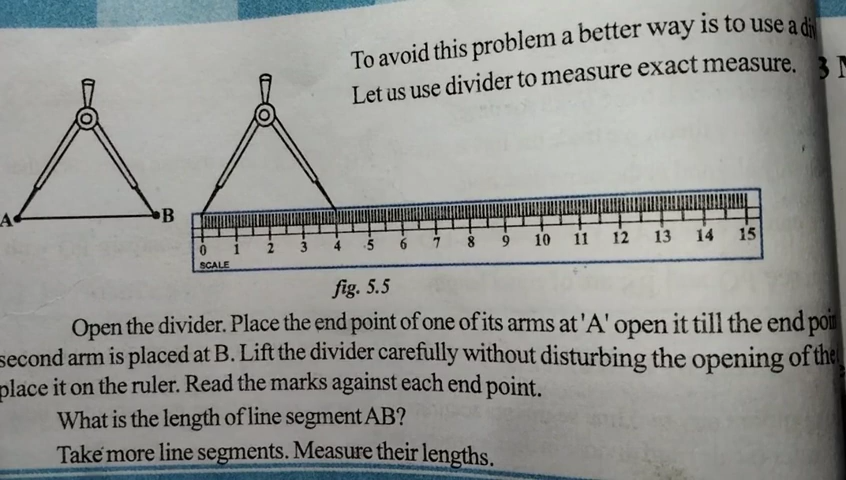 To avoid this problem a better way is to use a
Let us use divider to measure exact measure.
3
A B
0 1 2 3 4 5 6 7 8 9 10 11 12 13 14 15
SCALE
fig. 5.5
Open the divider. Place the end point of one of its arms at 'A' open it till the end
second arm is placed at B. Lift the divider carefully without disturbing the opening of the
place it on the ruler. Read the marks against each end point.
What is the length of line segment AB?
Take more line segments. Measure their lengths.